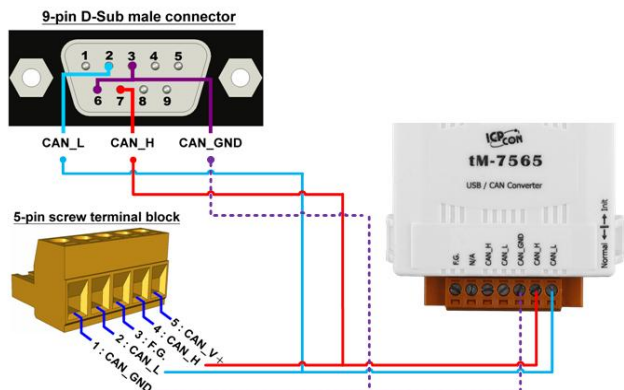 9-pin D-Sub male connector
1 2 3 4 5
6 7 8 9
CAN_L CAN_H CAN_GND
5-pin screw terminal block
5 : CAN_V+
4 : CAN_H
3 : F.G.
2 : CAN_L
1 : CAN_GND
ICP CON
tM-7565
USB / CAN Converter
Normal Init
F.G. N/A CAN_H CAN_L CAN_GND CAN_H CAN_L